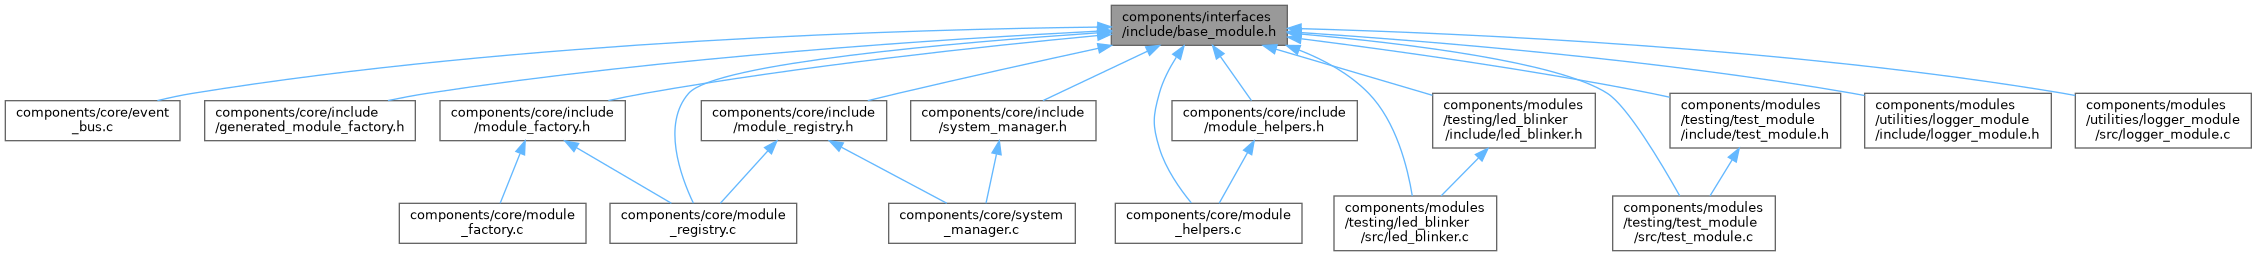 components/interfaces
/include/base_module.h
components/core/event
_bus.c
components/core/include
/generated_module_factory.h
components/core/include
/module_factory.h
components/core/include
/module_registry.h
components/core/include
/system_manager.h
components/core/include
/module_helpers.h
components/modules
/testing/led_blinker
/include/led_blinker.h
components/modules
/testing/test_module
/include/test_module.h
components/modules
/utilities/logger_module
/include/logger_module.h
components/modules
/utilities/logger_module
/src/logger_module.c
components/core/module
_factory.c
components/core/module
_registry.c
components/core/system
_manager.c
components/core/module
_helpers.c
components/modules
/testing/led_blinker
/src/led_blinker.c
components/modules
/testing/test_module
/src/test_module.c